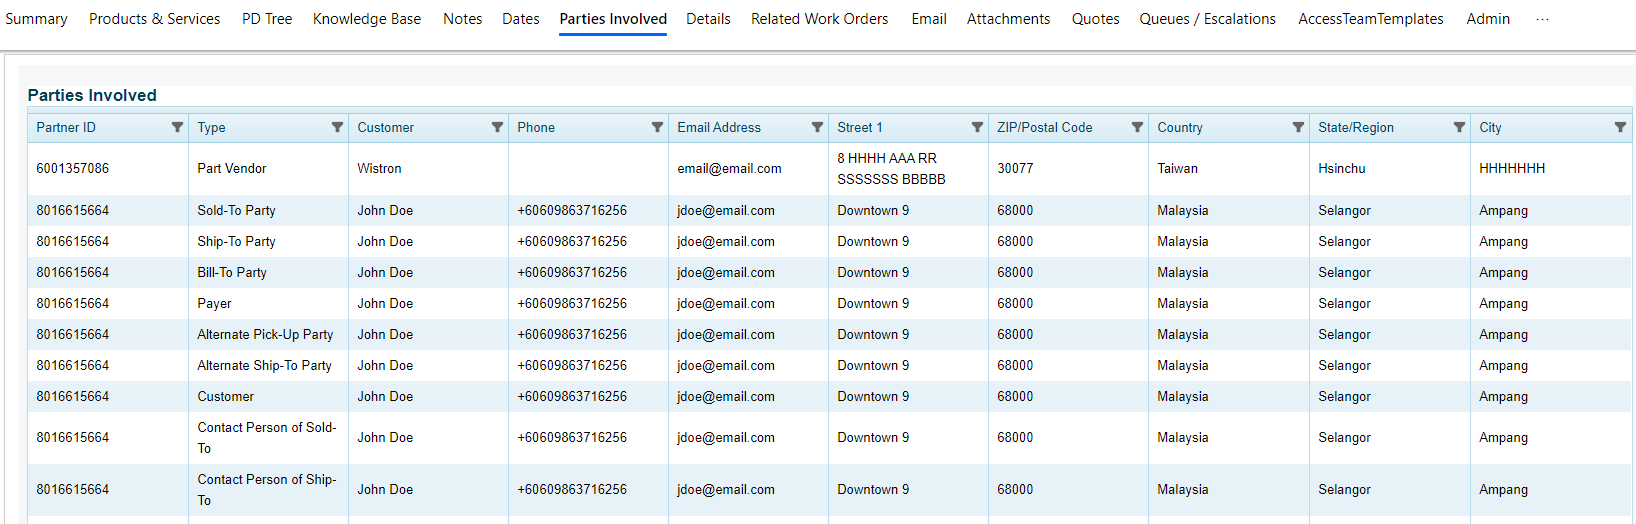 Summary Products & Services PD Tree Knowledge Base Notes Dates Parties Involved Details Related Work Orders Email Attachments Quotes Queues / Escalations AccessTeamTemplates Admin ...
Parties Involved
Partner ID Type Customer Phone Email Address Street 1 ZIP/Postal Code Country State/Region City
6001357086 Part Vendor Wistron email@email.com 8 HHHH AAA RR SSSSSSS BBBBB 30077 Taiwan Hsinchu HHHHHHH
8016615664 Sold-To Party John Doe +60609863716256 jdoe@email.com Downtown 9 68000 Malaysia Selangor Ampang
8016615664 Ship-To Party John Doe +60609863716256 jdoe@email.com Downtown 9 68000 Malaysia Selangor Ampang
8016615664 Bill-To Party John Doe +60609863716256 jdoe@email.com Downtown 9 68000 Malaysia Selangor Ampang
8016615664 Payer John Doe +60609863716256 jdoe@email.com Downtown 9 68000 Malaysia Selangor Ampang
8016615664 Alternate Pick-Up Party John Doe +60609863716256 jdoe@email.com Downtown 9 68000 Malaysia Selangor Ampang
8016615664 Alternate Ship-To Party John Doe +60609863716256 jdoe@email.com Downtown 9 68000 Malaysia Selangor Ampang
8016615664 Customer John Doe +60609863716256 jdoe@email.com Downtown 9 68000 Malaysia Selangor Ampang
8016615664 Contact Person of Sold-To John Doe +60609863716256 jdoe@email.com Downtown 9 68000 Malaysia Selangor Ampang
8016615664 Contact Person of Ship-To John Doe +60609863716256 jdoe@email.com Downtown 9 68000 Malaysia Selangor Ampang